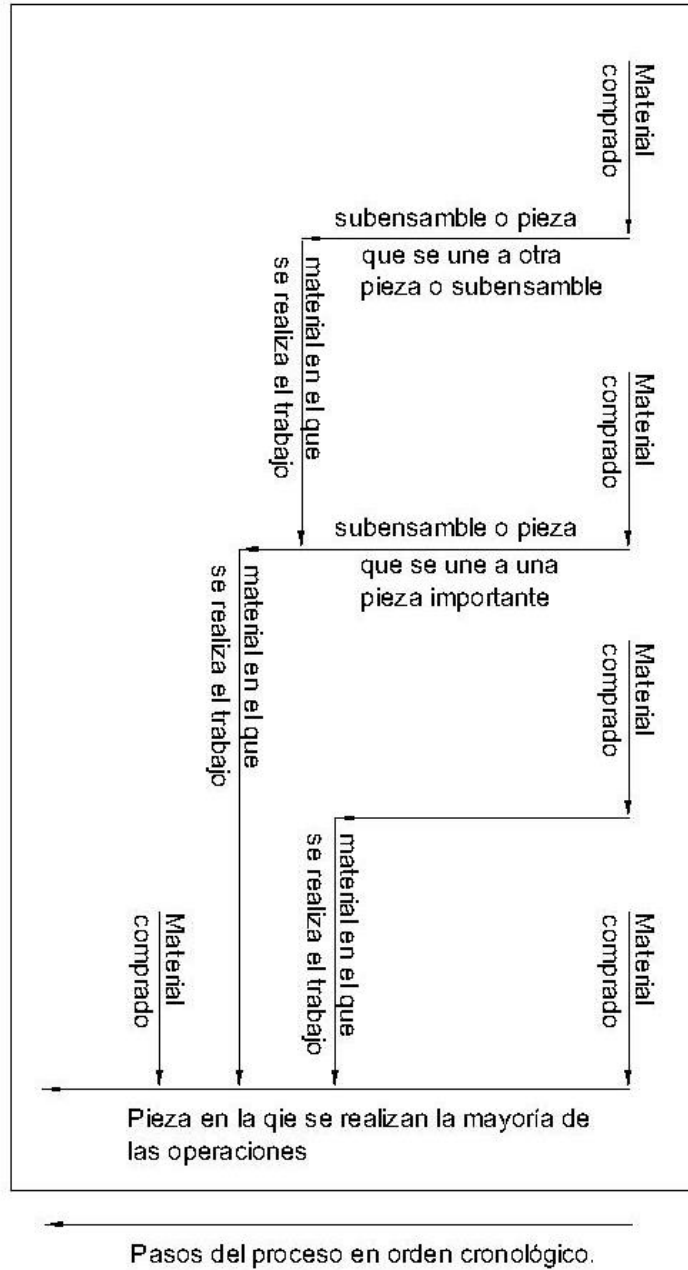 Material
comprado
subensamble o pieza
que se une a otra
pieza o subensamble
material en el que
se realiza el trabajo
Material
comprado
subensamble o pieza
que se une a una
pieza importante
material en el que
se realiza el trabajo
Material
comprado
material en el que
se realiza el trabajo
Material
comprado
Material
comprado
Pieza en la qie se realizan la mayoría de
las operaciones
Pasos del proceso en orden cronológico.